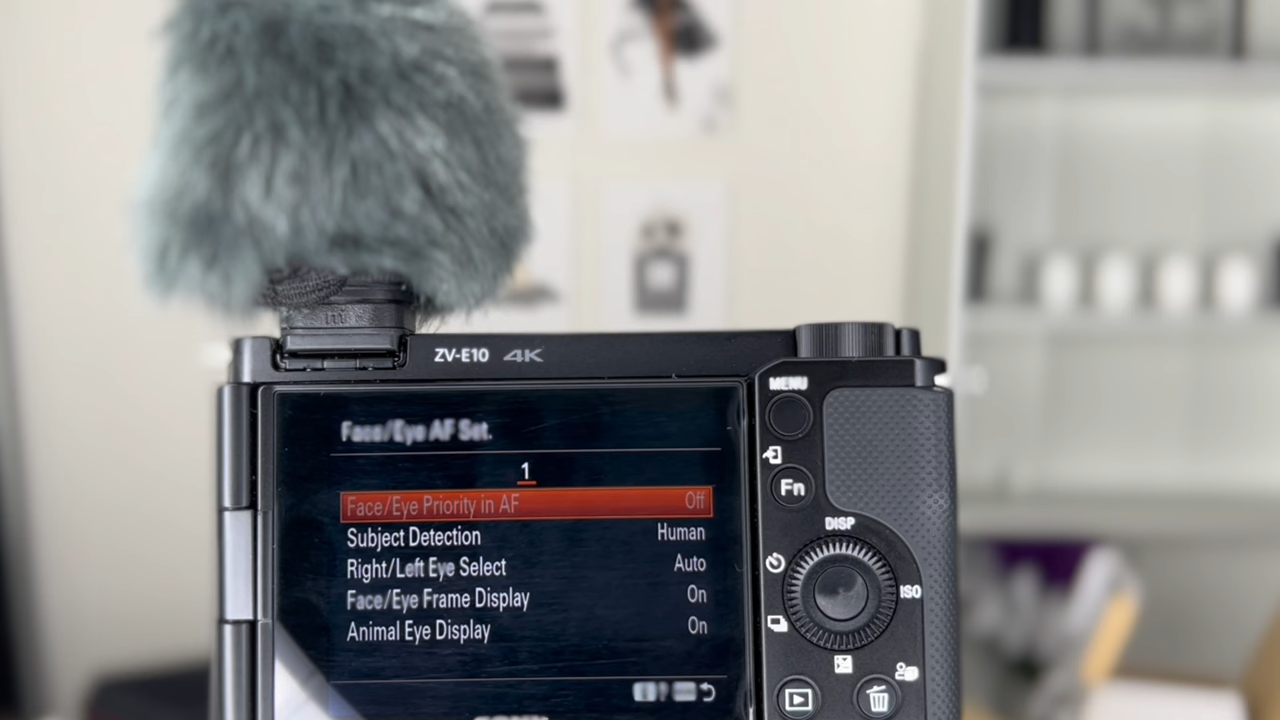 ZV-E10 4K
MENU
Face/Eye AF Set.
1
Fn
Face/Eye Priority in AF Off
DISP
Subject Detection Human
Right/Left Eye Select Auto
ISO
Face/Eye Frame Display On
Animal Eye Display On